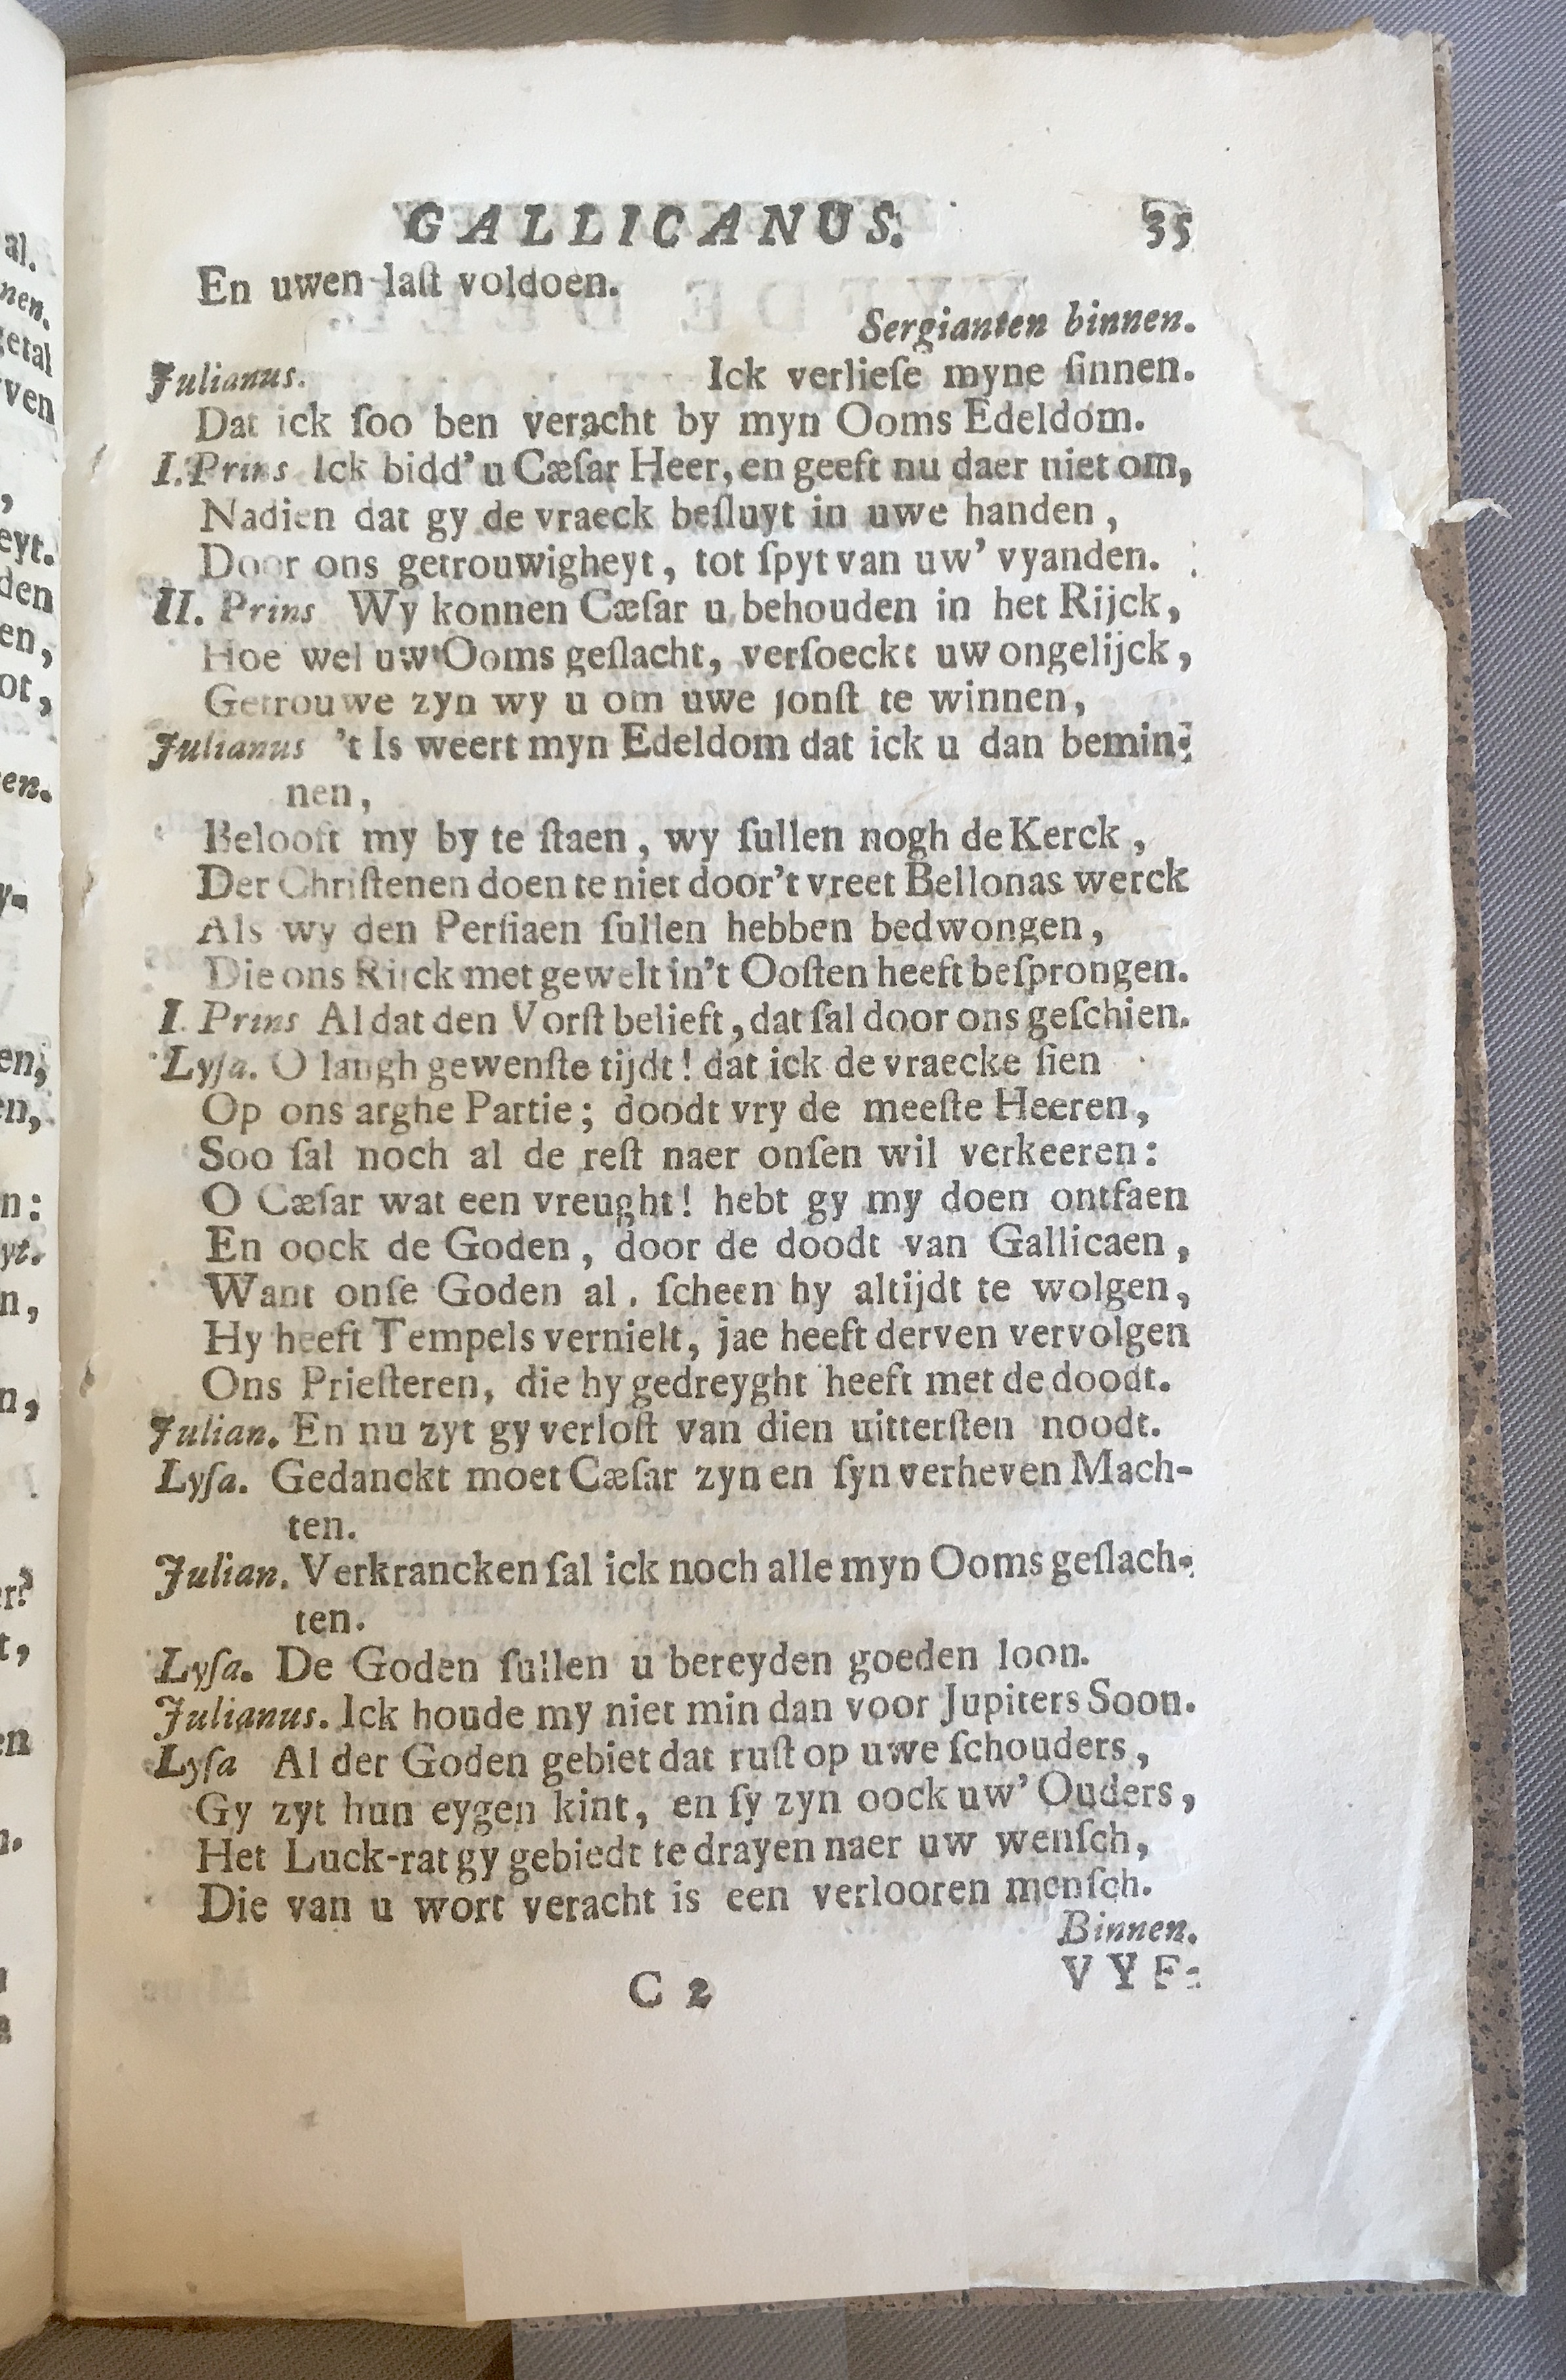 GALLICANUS. 35
En uwen laſt voldoen.
Sergianten binnen.
Julianus. Ick verlieſe myne ſinnen.
Dat ick ſoo ben veracht by myn Ooms Edeldom.
I. Prins Ick bidd' u Cæſar Heer, en geeft nu daer niet om,
Nadien dat gy de vraeck beſluyt in uwe handen,
Door ons getrouwigheyt, tot ſpyt van uw' vyanden.
II. Prins Wy konnen Cæſar u behouden in het Rijck,
Hoe wel uw Ooms geſlacht, verſoeckt uw ongelijck,
Getrouwe zyn wy u om uwe jonſt te winnen,
Julianus 't Is weert myn Edeldom dat ick u dan bemin-
nen,
Belooft my by te ſtaen, wy ſullen nogh de Kerck,
Der Chriſtenen doen te niet door't vreet Bellonas werck
Als wy den Perſiaen ſullen hebben bedwongen,
Die ons Rijck met gewelt in't Ooſten heeft beſprongen.
I. Prins Al dat den Vorſt belieft, dat ſal door ons geſchien.
Lyſa. O langh gewenſte tijdt! dat ick de vraecke ſien
Op ons arghe Partie; doodt vry de meeſte Heeren,
Soo ſal noch al de reſt naer onſen wil verkeeren:
O Cæſar wat een vreught! hebt gy my doen ontfaen
En oock de Goden, door de doodt van Gallicaen,
Want onſe Goden al, ſcheen hy altijdt te wolgen,
Hy heeft Tempels vernielt, jae heeft derven vervolgen
Ons Prieſteren, die hy gedreyght heeft met de doodt.
Julian. En nu zyt gy verloſt van dien uitterſten noodt.
Lyſa. Gedanckt moet Cæſar zyn en ſyn verheven Mach-
ten.
Julian. Verkrancken ſal ick noch alle myn Ooms geſlach-
ten.
Lyſa. De Goden ſullen u bereyden goeden loon.
Julianus. Ick houde my niet min dan voor Jupiters Soon.
Lyſa Al der Goden gebiet dat ruſt op uwe ſchouders,
Gy zyt hun eygen kint, en ſy zyn oock uw' Ouders,
Het Luck-rat gy gebiedt te drayen naer uw wenſch,
Die van u wort veracht is een verlooren menſch.
Binnen.
C 2 VYF-